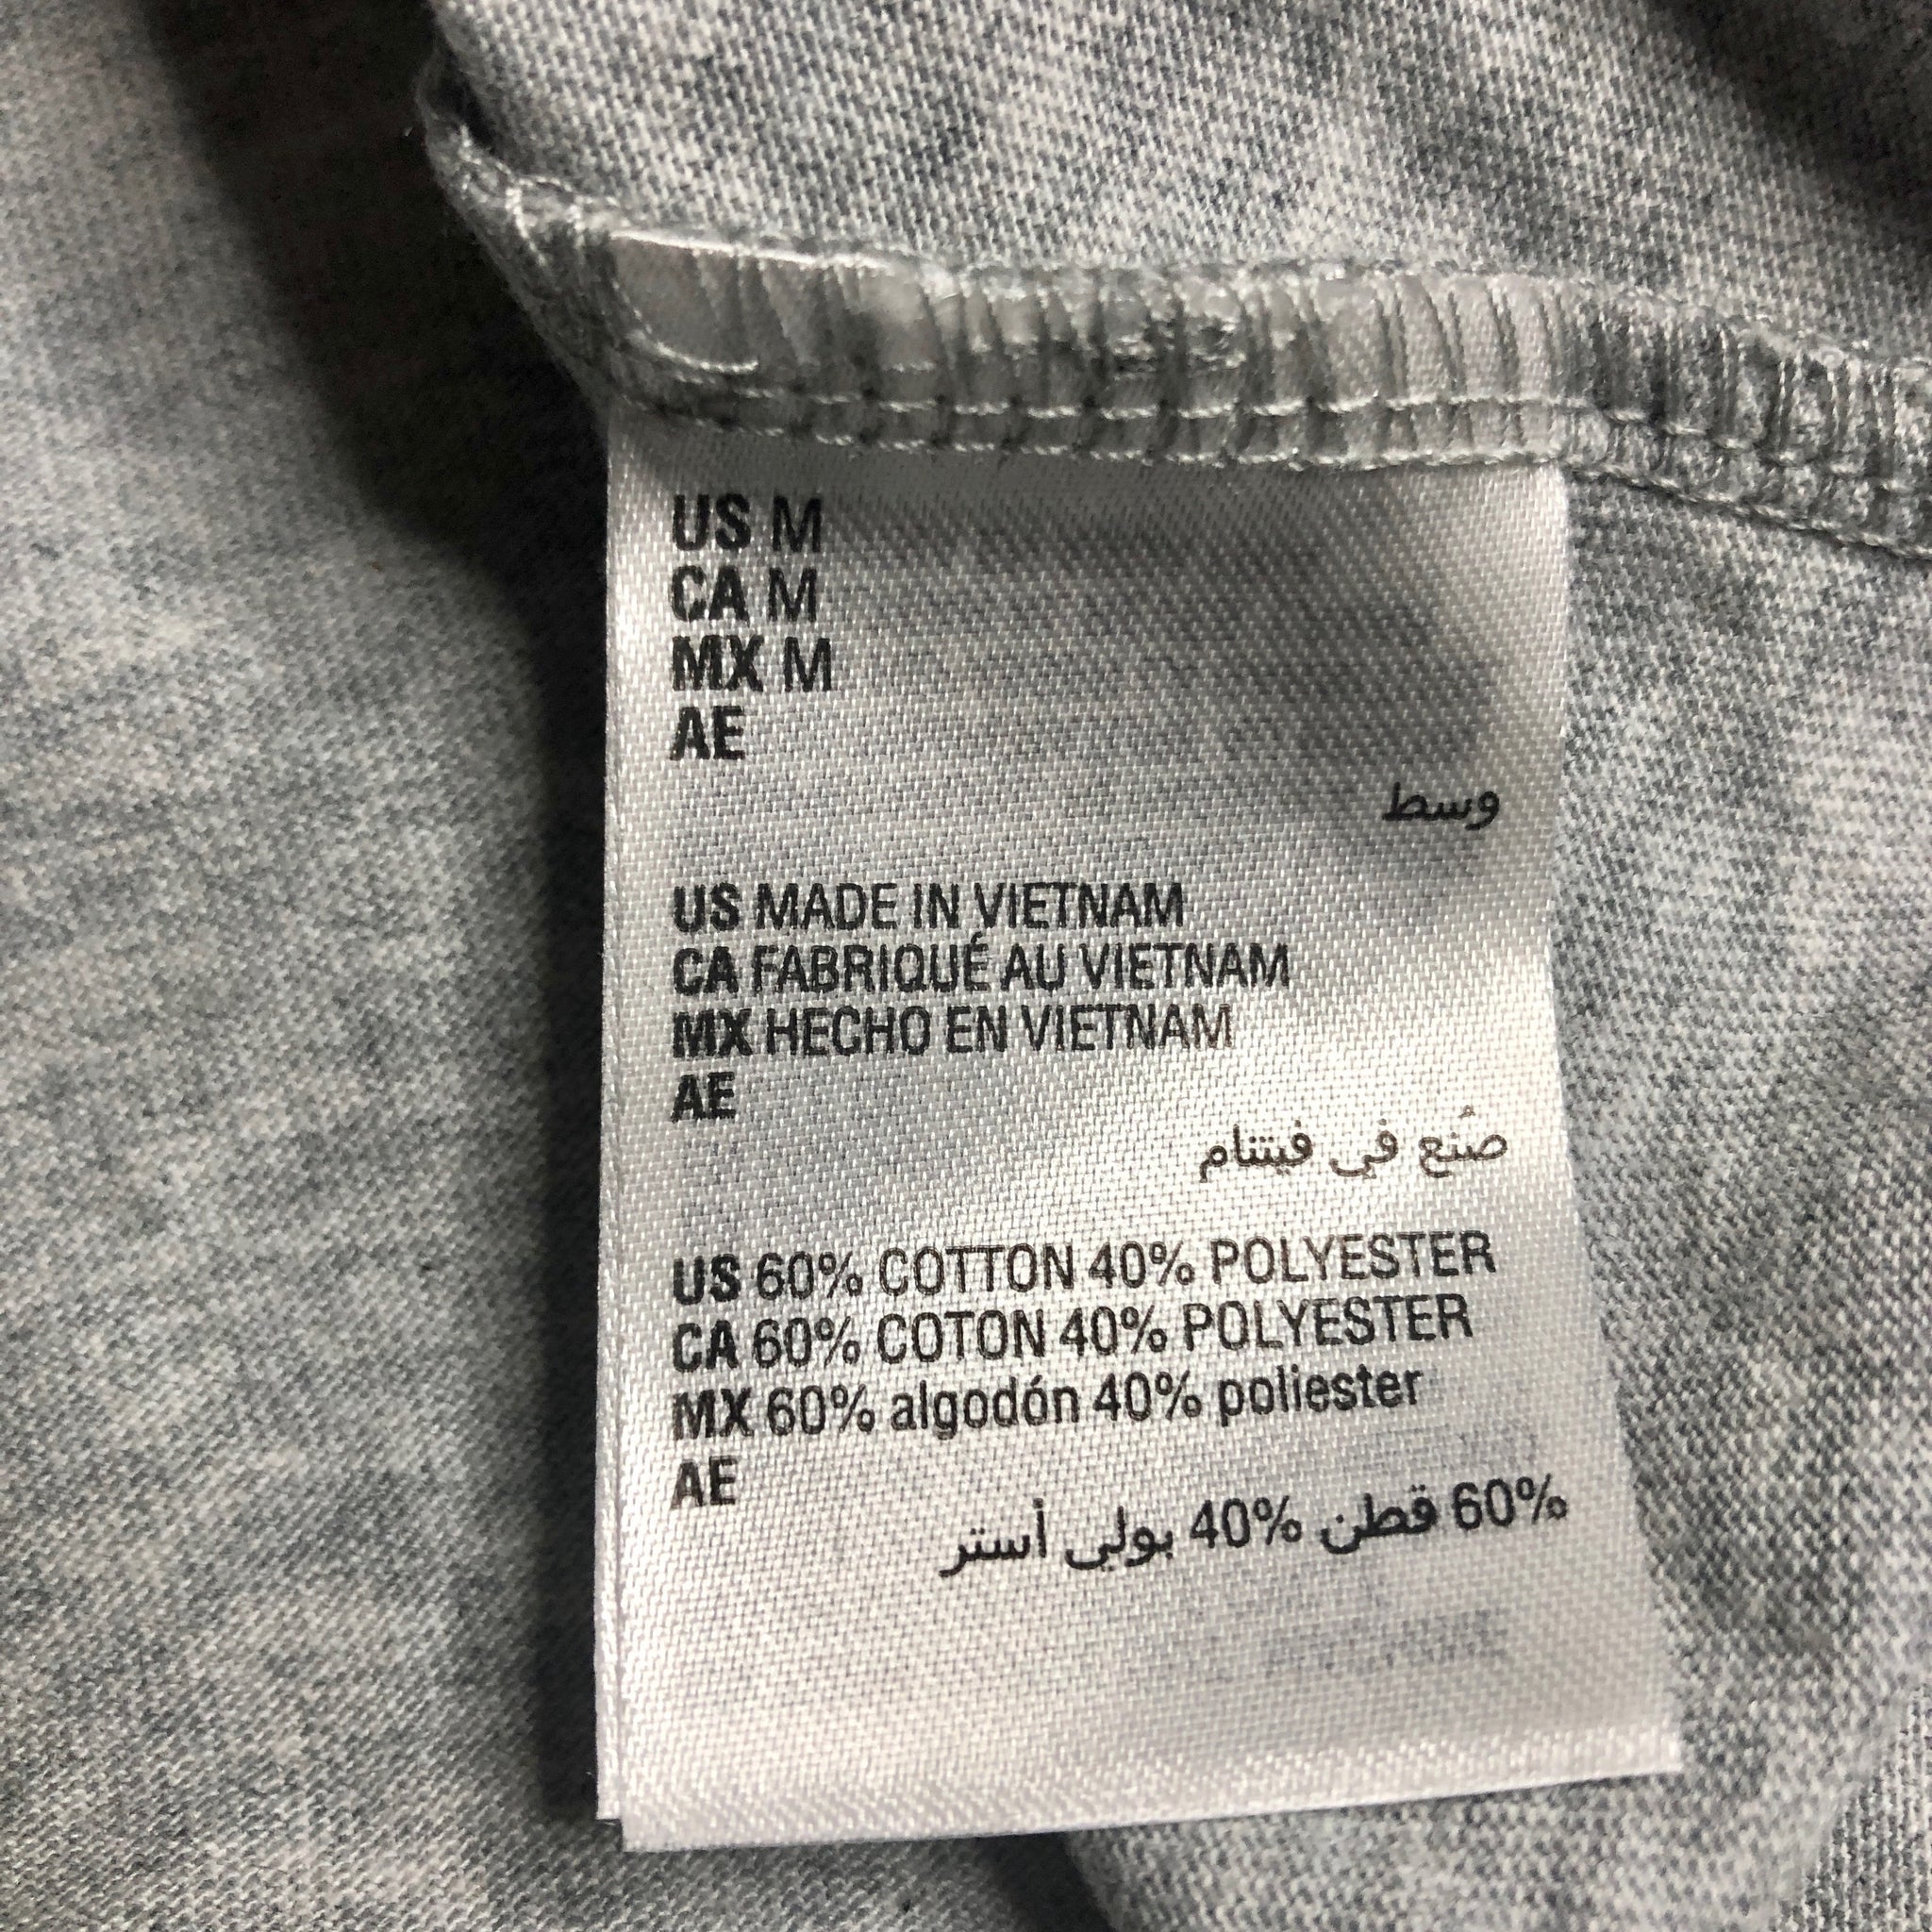 US M
CA M
MX M
AE
وسط
US MADE IN VIETNAM
CA FABRIQUÉ AU VIETNAM
MX HECHO EN VIETNAM
AE
صُنع في فيتنام
US 60% COTTON 40% POLYESTER
CA 60% COTON 40% POLYESTER
MX 60% algodón 40% poliester
AE
60% قطن 40% بولي أستر